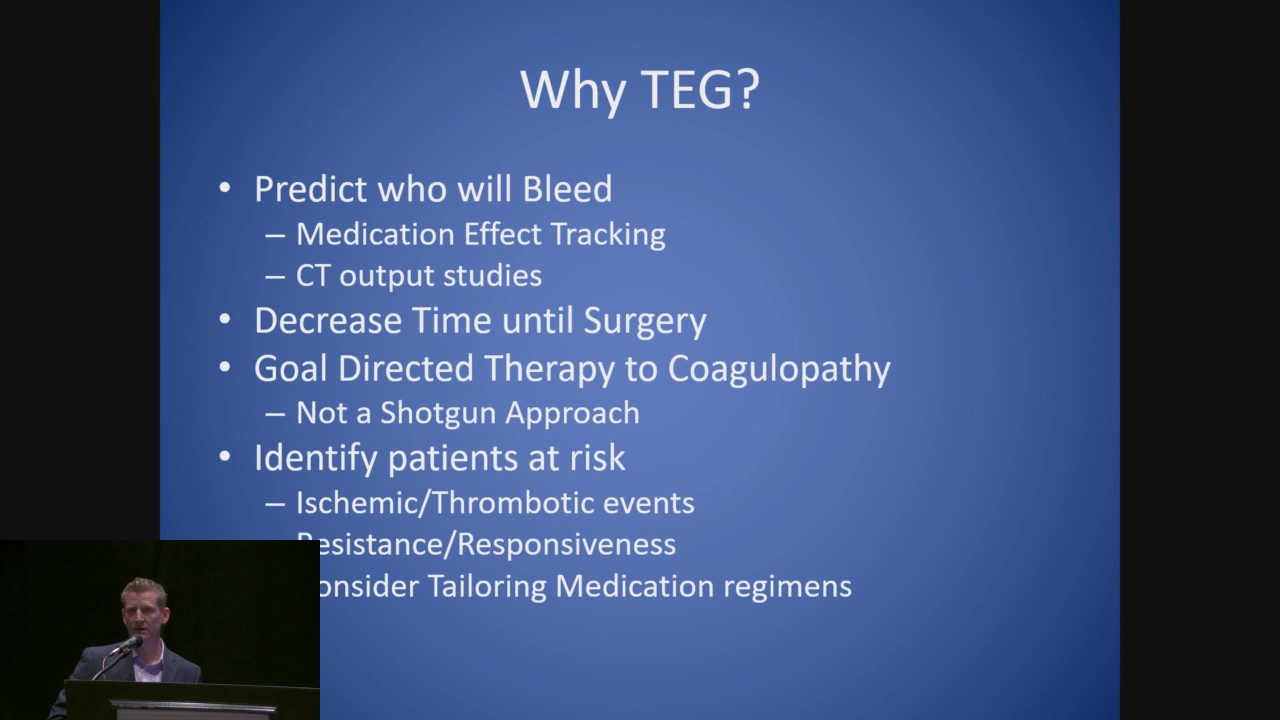 Why TEG?
• Predict who will Bleed
– Medication Effect Tracking
– CT output studies
• Decrease Time until Surgery
• Goal Directed Therapy to Coagulopathy
– Not a Shotgun Approach
• Identify patients at risk
– Ischemic/Thrombotic events
Resistance/Responsiveness
onsider Tailoring Medication regimens